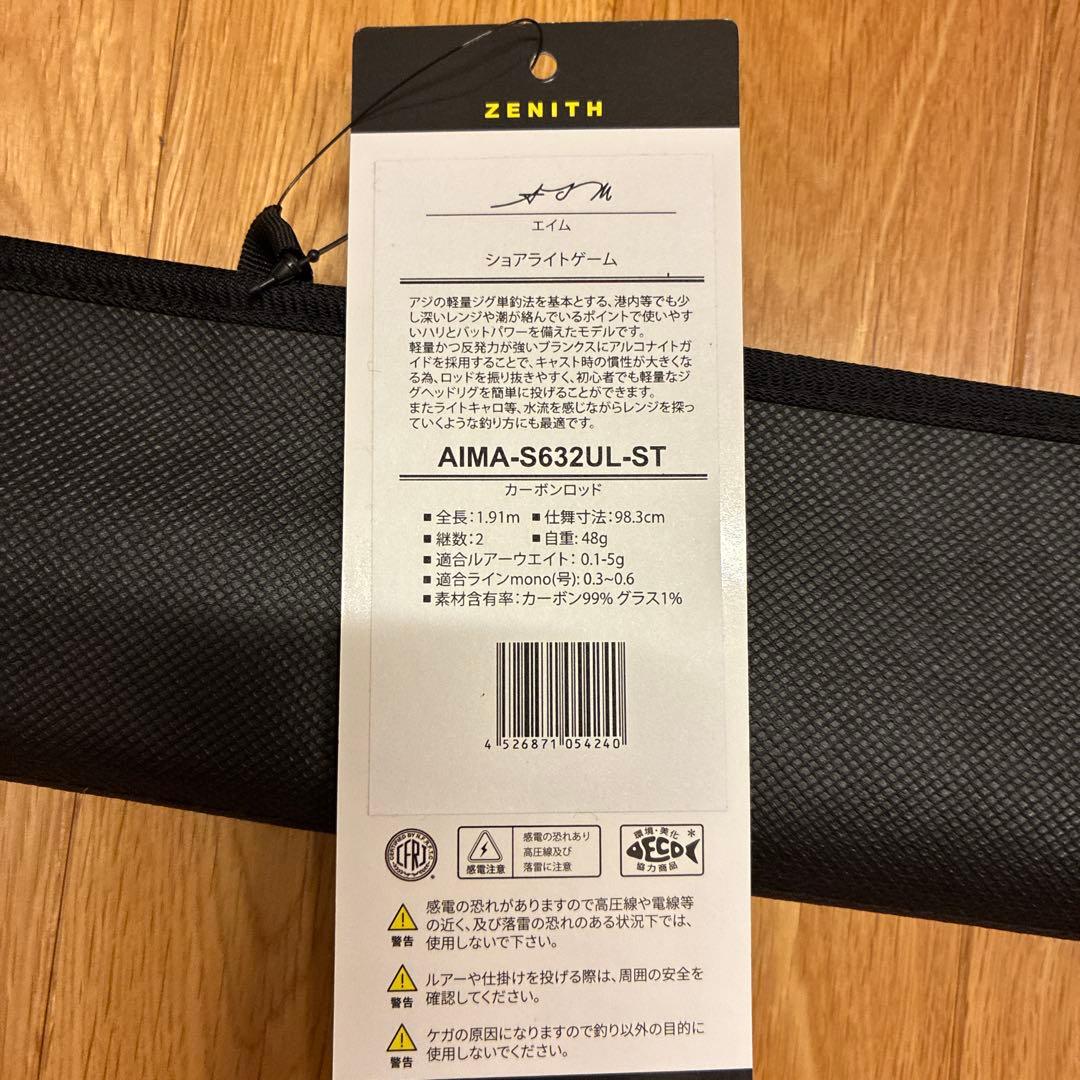 ZENITH
AIM
エイム
ショアライトゲーム
アジの軽量ジグ単釣法を基本とする、港内等でも少
し深いレンジや潮が絡んでいるポイントで使いやす
いハリとバットパワーを備えたモデルです。
軽量かつ反発力が強いブランクスにアルコナイトガ
イドを採用することで、キャスト時の慣性が大きくな
る為、ロッドを振り抜きやすく、初心者でも軽量なジ
グヘッドリグを簡単に投げることができます。
またライトキャロ等、水流を感じながらレンジを探っ
ていくような釣り方にも最適です。
AIMA-S632UL-ST
カーボンロッド
■ 全長：1.91m ■ 仕舞寸法：98.3cm
■ 継数：2 ■ 自重: 48g
■ 適合ルアーウエイト： 0.1-5g
■ 適合ラインmono(号): 0.3~0.6
■ 素材含有率：カーボン99% グラス1%
4 526871 054240
CFRI
感電注意
感電の恐れあり
高圧線及び
落雷に注意
環境・美化
DECO
協力商品
警告
感電の恐れがありますので高圧線や電線等
の近く、及び落雷の恐れのある状況下では、
使用しないで下さい。
警告
ルアーや仕掛けを投げる際は、周囲の安全を
確認してください。
警告
ケガの原因になりますので釣り以外の目的に
使用しないでください。